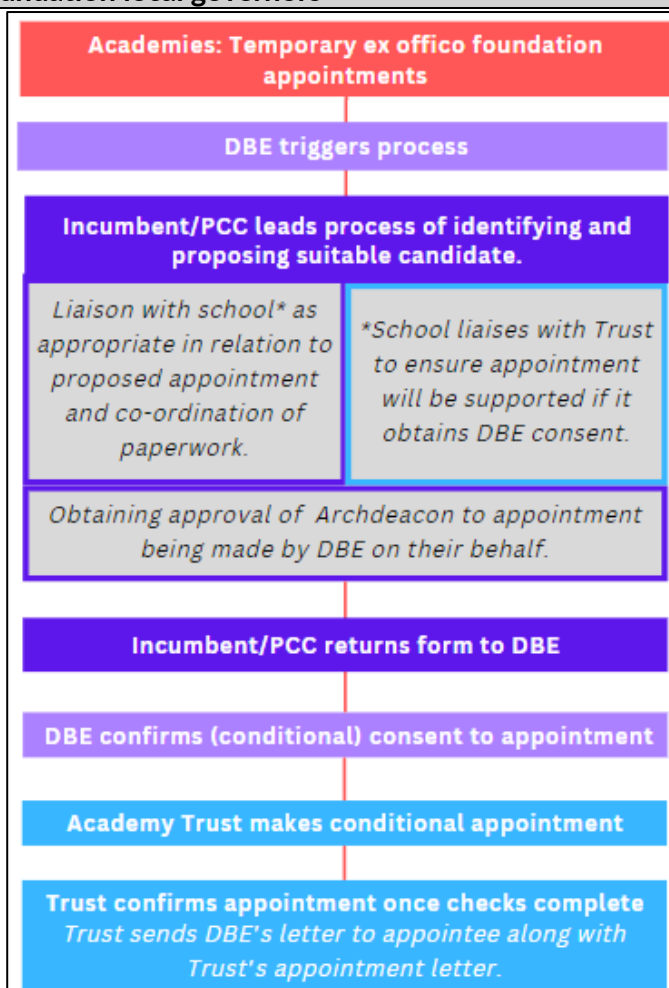 Academies: Temporary ex offico foundation
appointments
DBE triggers process
Incumbent/PCC leads process of identifying and
proposing suitable candidate.
Liaison with school* as
appropriate in relation to
proposed appointment
and co-ordination of
paperwork.
*School liaises with Trust
to ensure appointment
will be supported if it
obtains DBE consent.
Obtaining approval of Archdeacon to appointment
being made by DBE on their behalf.
Incumbent/PCC returns form to DBE
DBE confirms (conditional) consent to appointment
Academy Trust makes conditional appointment
Trust confirms appointment once checks complete
Trust sends DBE's letter to appointee along with
Trust's appointment letter.